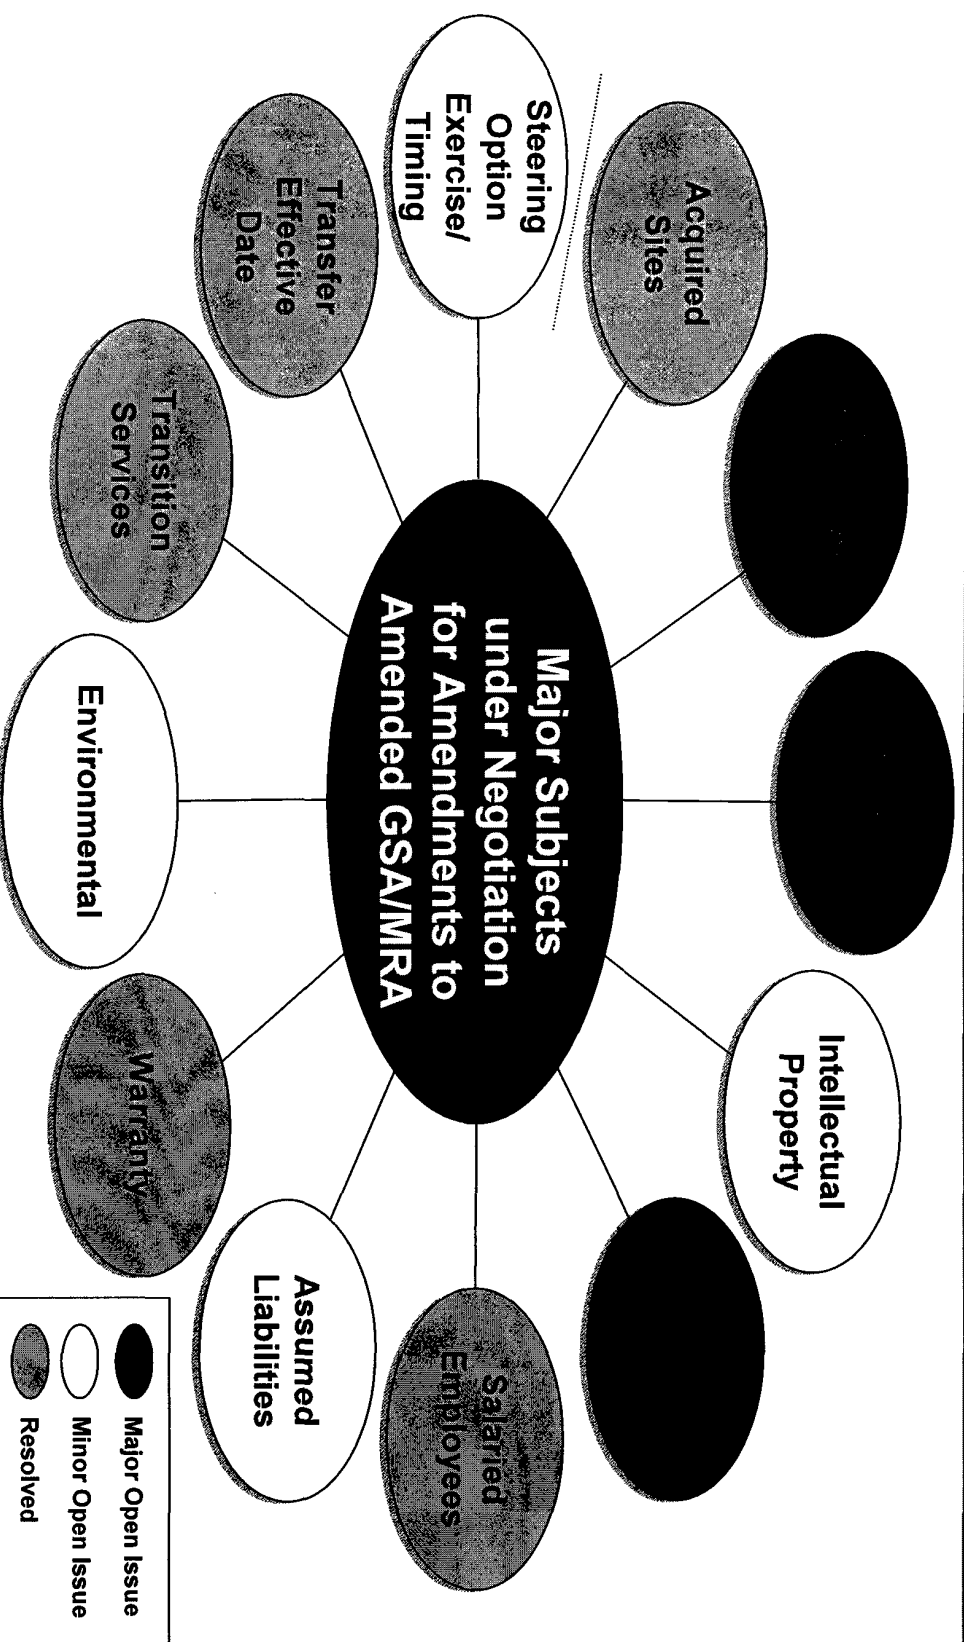 Major Subjects
under Negotiation
for Amendments to
Amended GSA/MRA
Intellectual
Property
Salaried
Employees
Assumed
Liabilities
Warranty
Environmental
Transition
Services
Transfer
Effective
Date
Steering
Option
Exercise/
Timing
Acquired
Sites
Major Open Issue
Minor Open Issue
Resolved